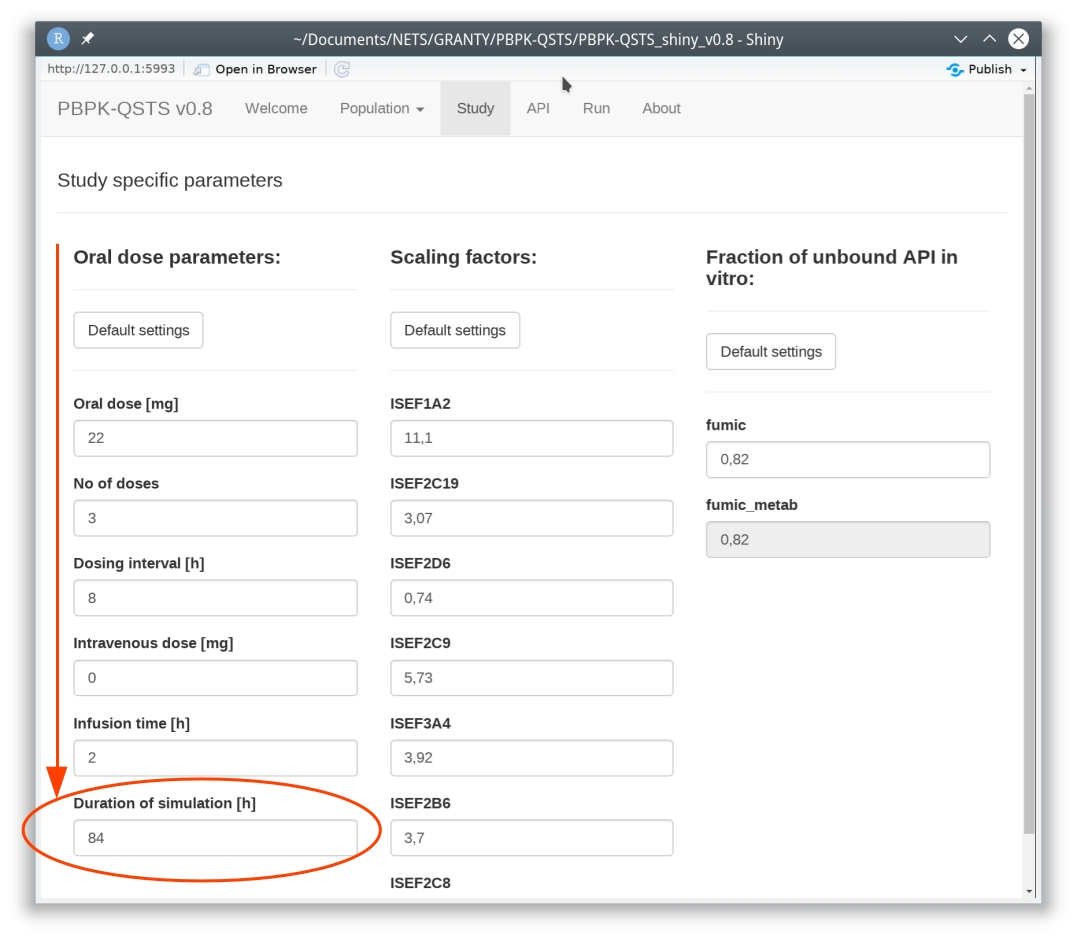 R
~/Documents/NETS/GRANTY/PBPK-QSTS/PBPK-QSTS_shiny_v0.8 - Shiny
http://127.0.0.1:5993 Open in Browser Publish
PBPK-QSTS v0.8 Welcome Population Study API Run About
Study specific parameters
Oral dose parameters:
Default settings
Oral dose [mg]
22
No of doses
3
Dosing interval [h]
8
Intravenous dose [mg]
0
Infusion time [h]
2
Duration of simulation [h]
84
Scaling factors:
Default settings
ISEF1A2
11,1
ISEF2C19
3,07
ISEF2D6
0,74
ISEF2C9
5,73
ISEF3A4
3,92
ISEF2B6
3,7
ISEF2C8
Fraction of unbound API in
vitro:
Default settings
fumic
0,82
fumic_metab
0,82